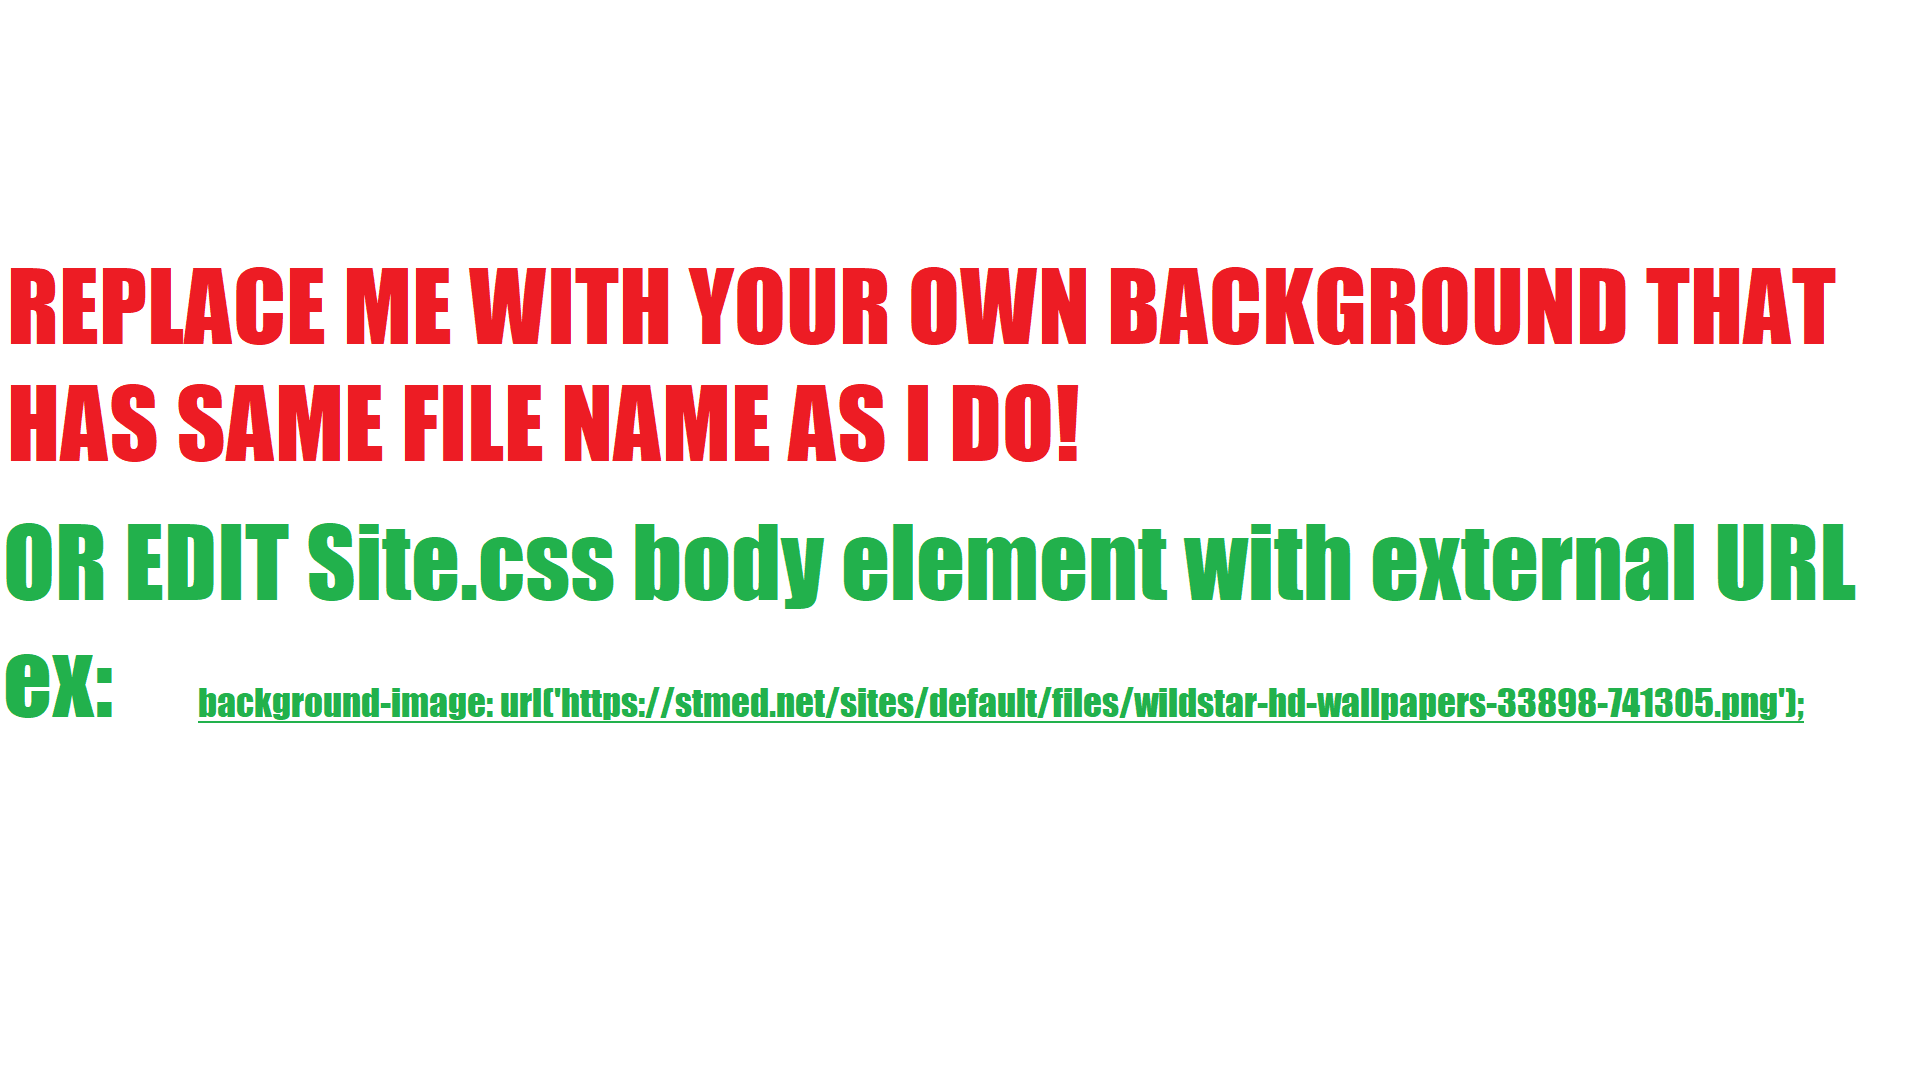 REPLACE ME WITH YOUR OWN BACKGROUND THAT
HAS SAME FILE NAME AS I DO!
OR EDIT Site.css body element with external URL
ex: background-image: url('https://stmed.net/sites/default/files/wildstar-hd-wallpapers-33898-741305.png');